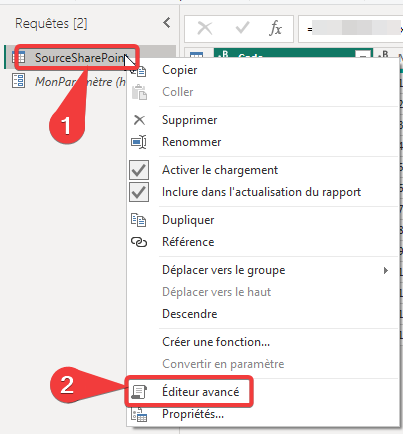 Requêtes [2]
SourceSharePoin
1
MonParamètre (h
=
Code
Copier
Coller
Supprimer
Renommer
Activer le chargement
Inclure dans l'actualisation du rapport
Dupliquer
Référence
Déplacer vers le groupe
Déplacer vers le haut
Descendre
Créer une fonction...
Convertir en paramètre
2
Éditeur avancé
Propriétés...